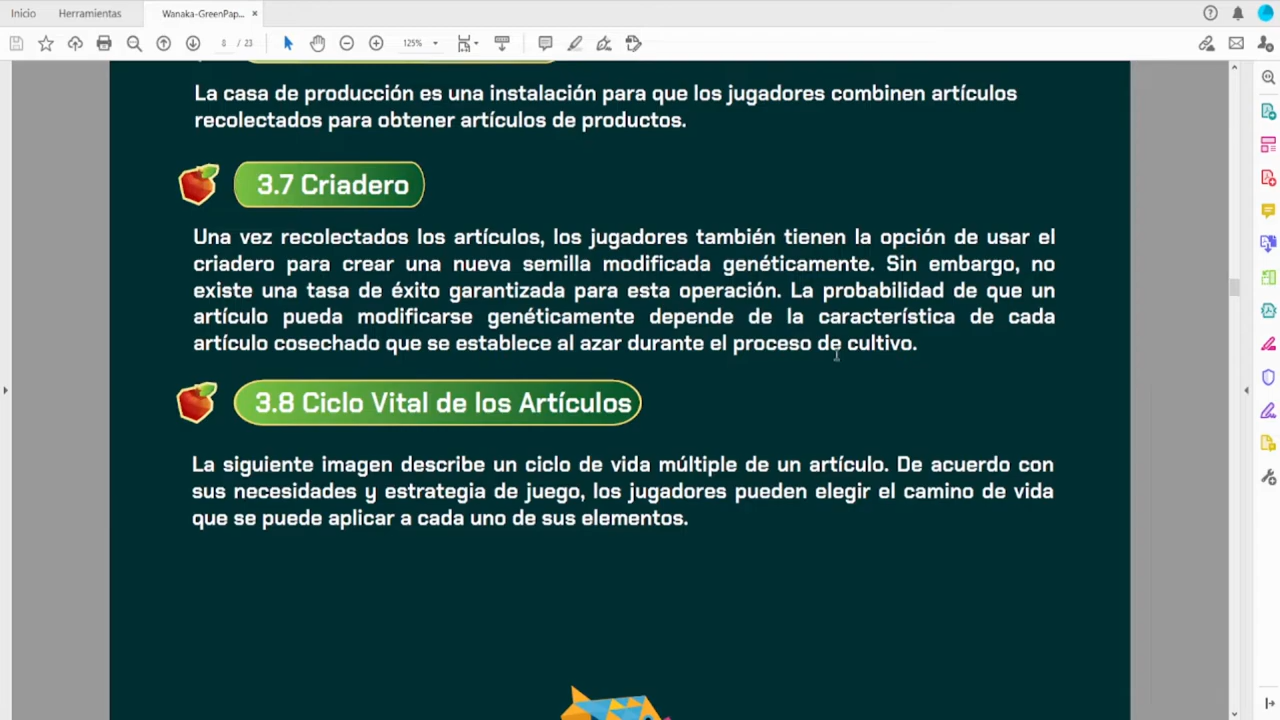 Inicio Herramientas Wanaka-GreenPap... ×
/ 23 125%
La casa de producción es una instalación para que los jugadores combinen artículos
recolectados para obtener artículos de productos.
3.7 Criadero
Una vez recolectados los artículos, los jugadores también tienen la opción de usar el
criadero para crear una nueva semilla modificada genéticamente. Sin embargo, no
existe una tasa de éxito garantizada para esta operación. La probabilidad de que un
artículo pueda modificarse genéticamente depende de la característica de cada
artículo cosechado que se establece al azar durante el proceso de cultivo.
3.8 Ciclo Vital de los Artículos
La siguiente imagen describe un ciclo de vida múltiple de un artículo. De acuerdo con
sus necesidades y estrategia de juego, los jugadores pueden elegir el camino de vida
que se puede aplicar a cada uno de sus elementos.